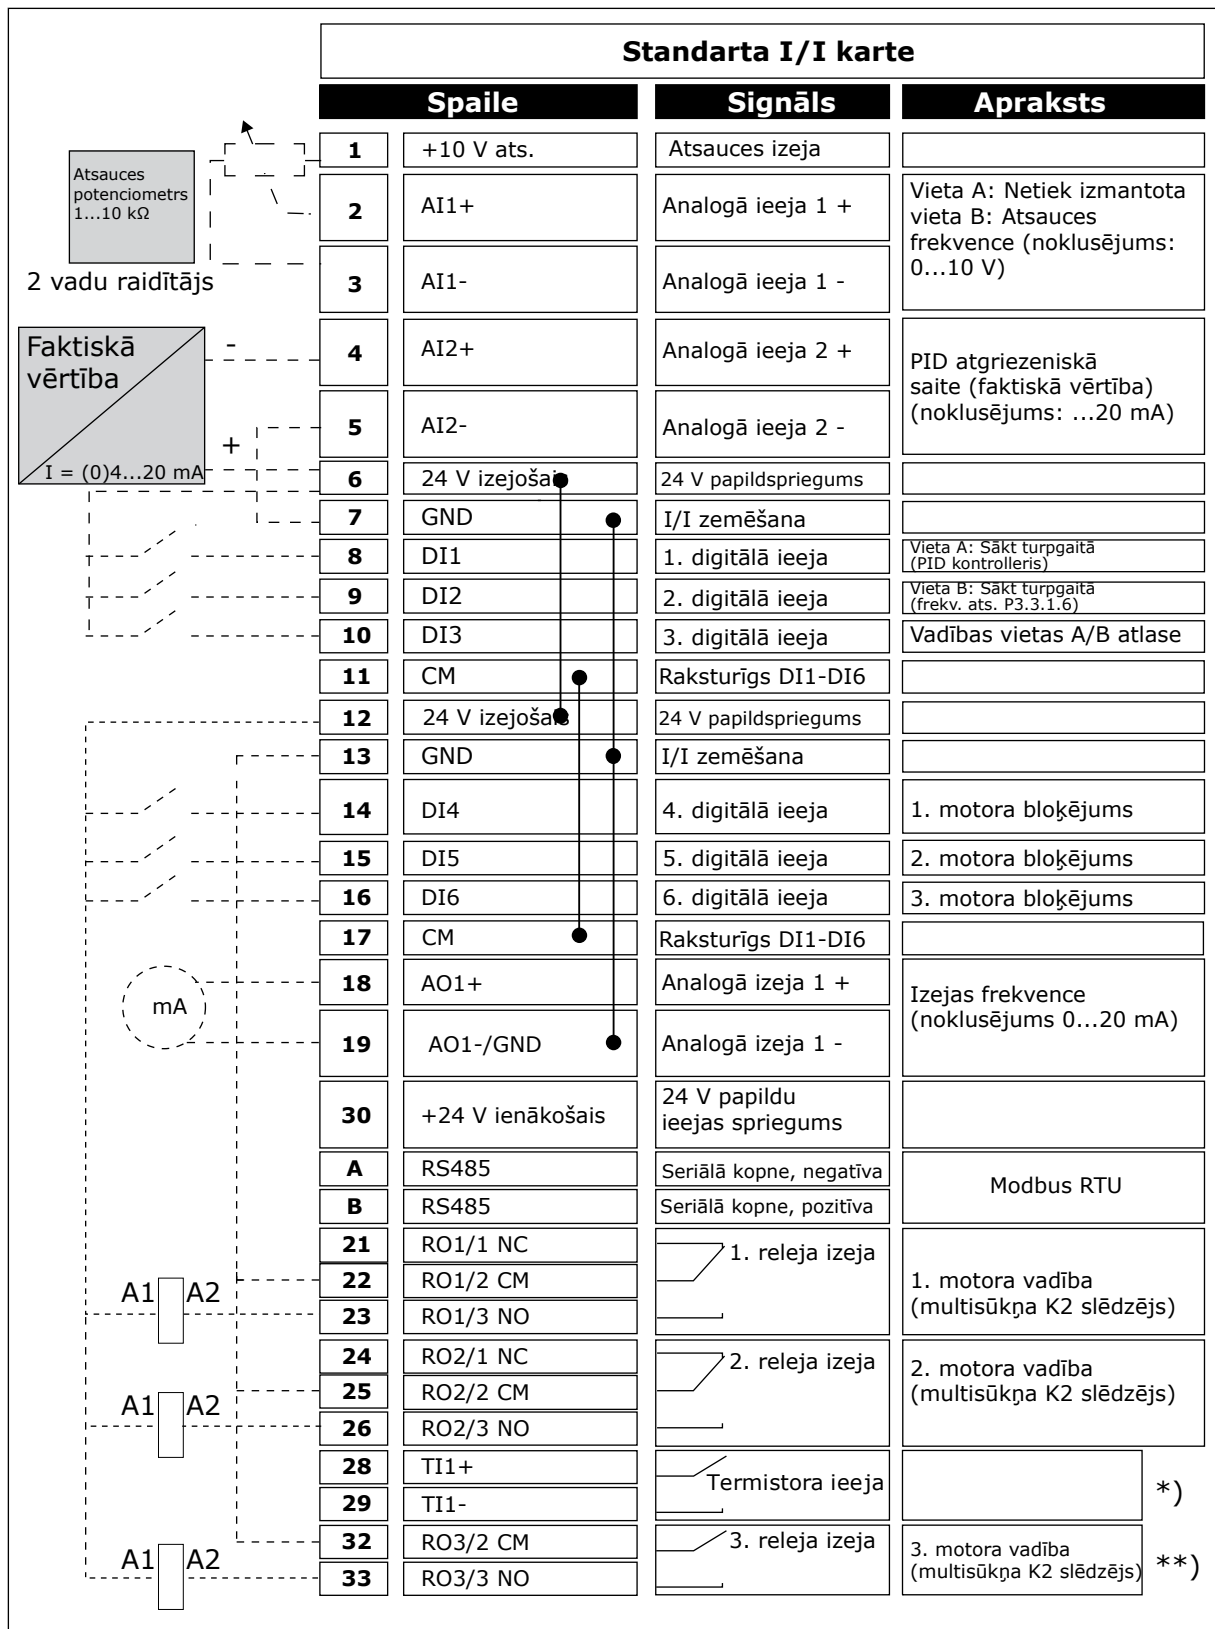 Standarta I/I karte
Spaile Signāls Apraksts
Atsauces
potenciometrs
1...10 kΩ
2 vadu raidītājs
Faktiskā
vērtība
-
+
I = (0)4...20 mA
1 +10 V ats. Atsauces izeja
2 AI1+ Analogā ieeja 1 +
3 AI1- Analogā ieeja 1 -
Vieta A: Netiek izmantota
vieta B: Atsauces
frekvence (noklusējums:
0...10 V)
4 AI2+ Analogā ieeja 2 +
5 AI2- Analogā ieeja 2 -
PID atgriezeniskā
saite (faktiskā vērtība)
(noklusējums: ...20 mA)
6 24 V izejošais 24 V papildspriegums
7 GND I/I zemēšana
8 DI1 1. digitālā ieeja
Vieta A: Sākt turpgaitā
(PID kontrolleris)
9 DI2 2. digitālā ieeja
Vieta B: Sākt turpgaitā
(frekv. ats. P3.3.1.6)
10 DI3 3. digitālā ieeja Vadības vietas A/B atlase
11 CM Raksturīgs DI1-DI6
12 24 V izejošais 24 V papildspriegums
13 GND I/I zemēšana
14 DI4 4. digitālā ieeja 1. motora bloķējums
15 DI5 5. digitālā ieeja 2. motora bloķējums
16 DI6 6. digitālā ieeja 3. motora bloķējums
17 CM Raksturīgs DI1-DI6
mA
18 AO1+ Analogā izeja 1 +
19 AO1-/GND Analogā izeja 1 -
Izejas frekvence
(noklusējums 0...20 mA)
30 +24 V ienākošais
24 V papildu
ieejas spriegums
A RS485 Seriālā kopne, negatīva
B RS485 Seriālā kopne, pozitīva
Modbus RTU
21 RO1/1 NC 1. releja izeja
22 RO1/2 CM
23 RO1/3 NO
A1 A2
1. motora vadība
(multisūkņa K2 slēdzējs)
24 RO2/1 NC 2. releja izeja
25 RO2/2 CM
26 RO2/3 NO
A1 A2
2. motora vadība
(multisūkņa K2 slēdzējs)
28 TI1+ Termistora ieeja
29 TI1-
*)
32 RO3/2 CM 3. releja izeja
33 RO3/3 NO
A1 A2
3. motora vadība
(multisūkņa K2 slēdzējs)
**)